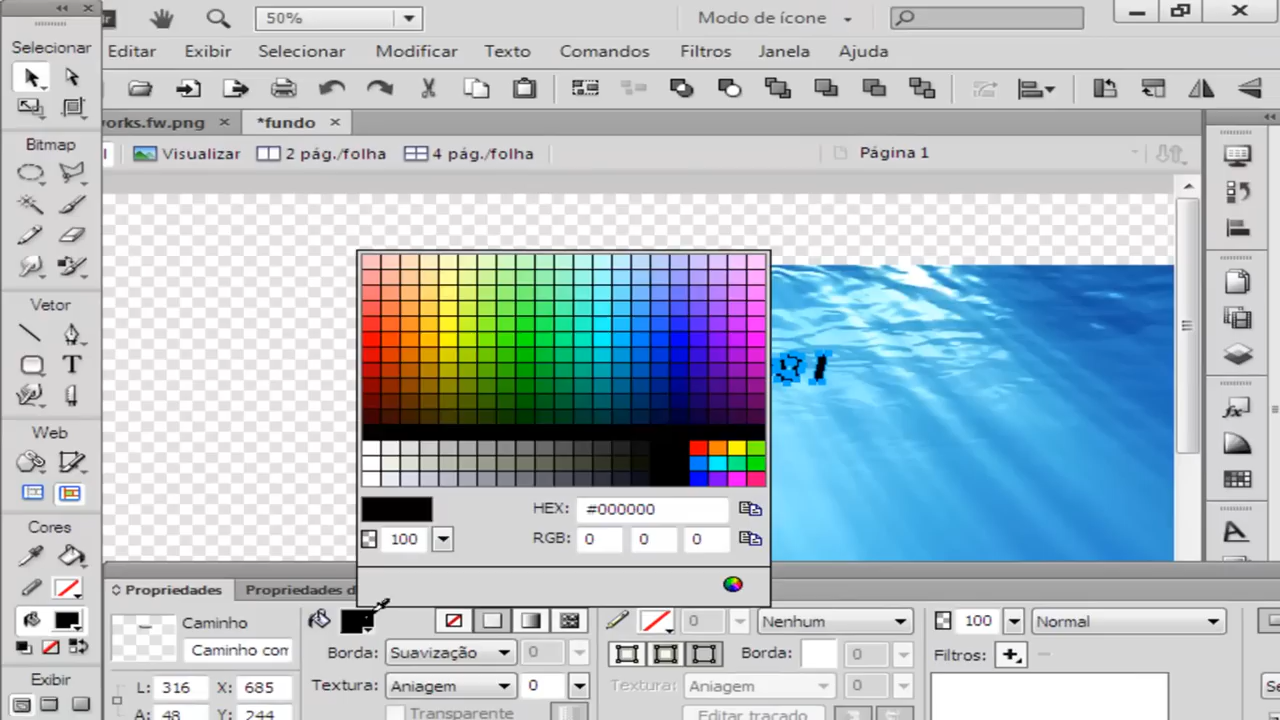 Selecionar
50%
Modo de ícone
Editar Exibir Selecionar Modificar Texto Comandos Filtros Janela Ajuda
works.fw.png
*fundo
Visualizar
2 pág./folha
4 pág./folha
Página 1
Bitmap
Vetor
T
Web
Cores
HEX: #000000
100
RGB: 0 0 0
A
Propriedades
Propriedades d
Caminho
Caminho com
L: 316 X: 685
A: 48 Y: 244
Borda: Suavização 0
Textura: Aniagem 0
Transparente
0
Nenhum
Borda: 0
Textura: Aniagem 0
Editar traçado
100
Normal
Filtros:
Se
Exibir